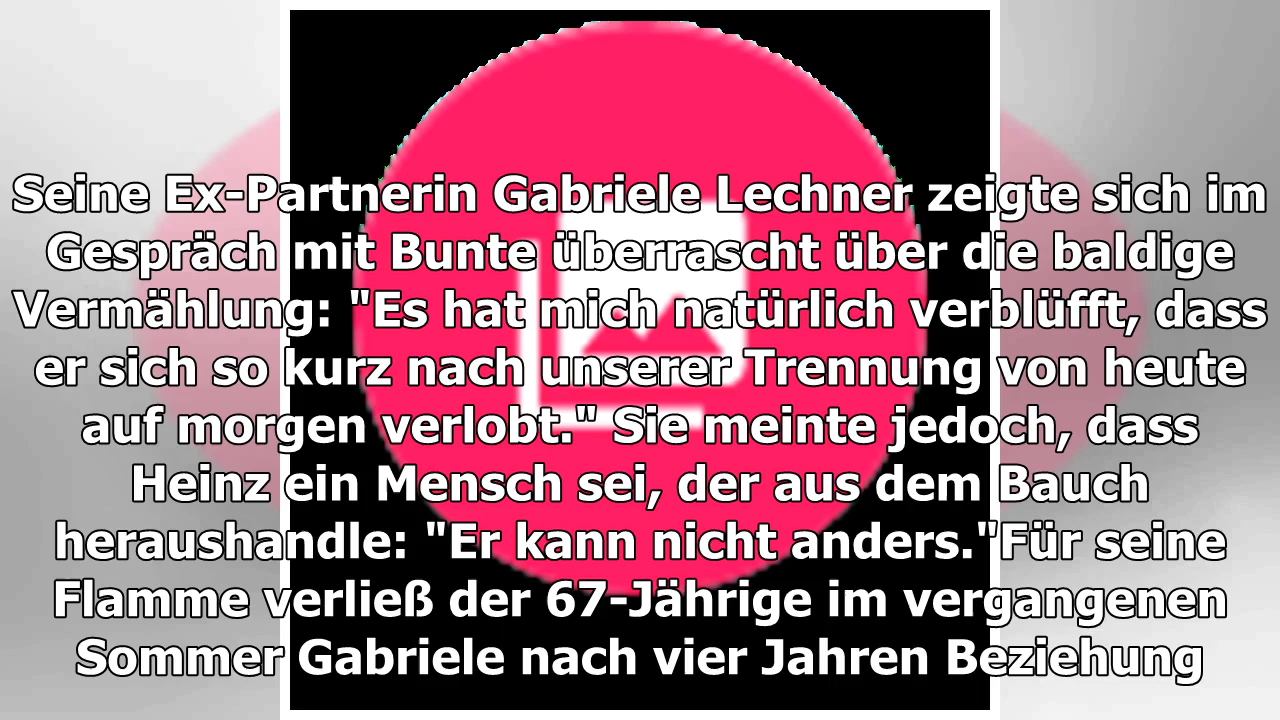 Seine Ex-Partnerin Gabriele Lechner zeigte sich im
Gespräch mit Bunte überrascht über die baldige
Vermählung: "Es hat mich natürlich verblüfft, dass
er sich so kurz nach unserer Trennung von heute
auf morgen verlobt." Sie meinte jedoch, dass
Heinz ein Mensch sei, der aus dem Bauch
heraushandle: "Er kann nicht anders."Für seine
Flamme verließ der 67-Jährige im vergangenen
Sommer Gabriele nach vier Jahren Beziehung